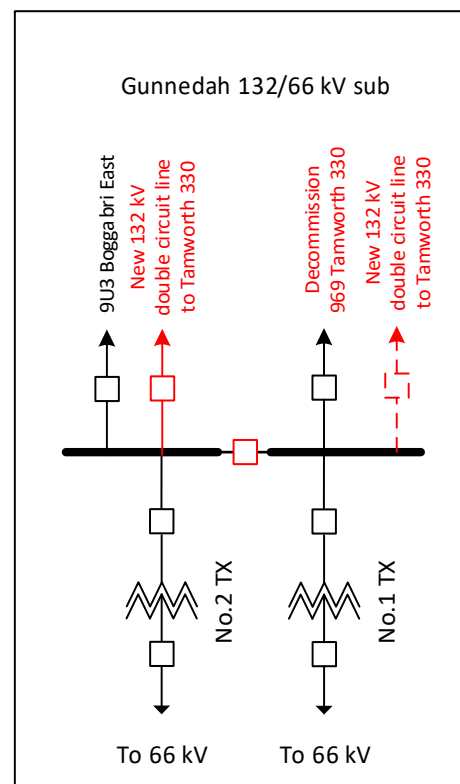 Gunnedah 132/66 kV sub
9U3 Boggabri East
New 132 kV
double circuit line
to Tamworth 330
Decommission
969 Tamworth 330
New 132 kV
double circuit line
to Tamworth 330
No.2 TX
No.1 TX
To 66 kV
To 66 kV